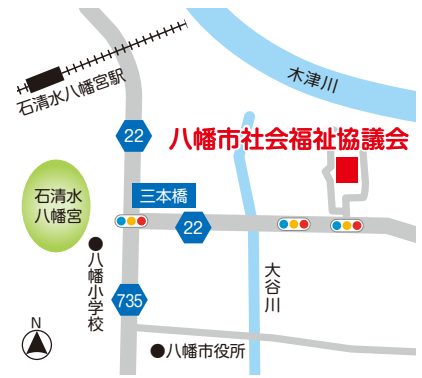 木津川
石清水八幡宮駅
22
八幡市社会福祉協議会
石清水
八幡宮
三本橋
22
八幡小学校
大谷川
735
N
八幡市役所